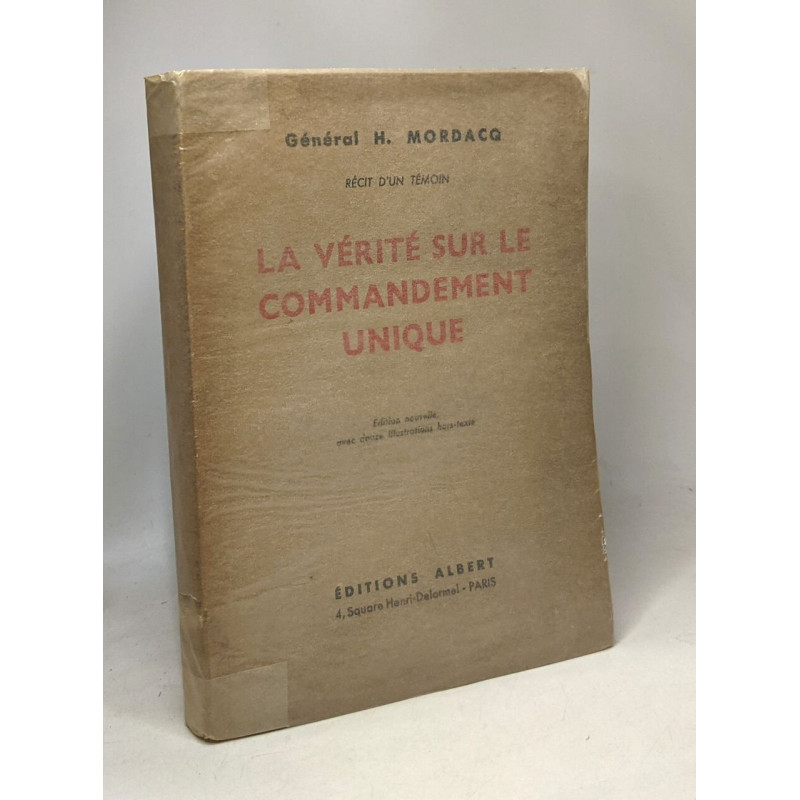 Général H. MORDACQ
RÉCIT D'UN TÉMOIN
LA VÉRITÉ SUR LE
COMMANDEMENT
UNIQUE
Édition nouvelle,
avec illustrations hors-texte
ÉDITIONS ALBERT
4, Square Henri-Delormel - PARIS